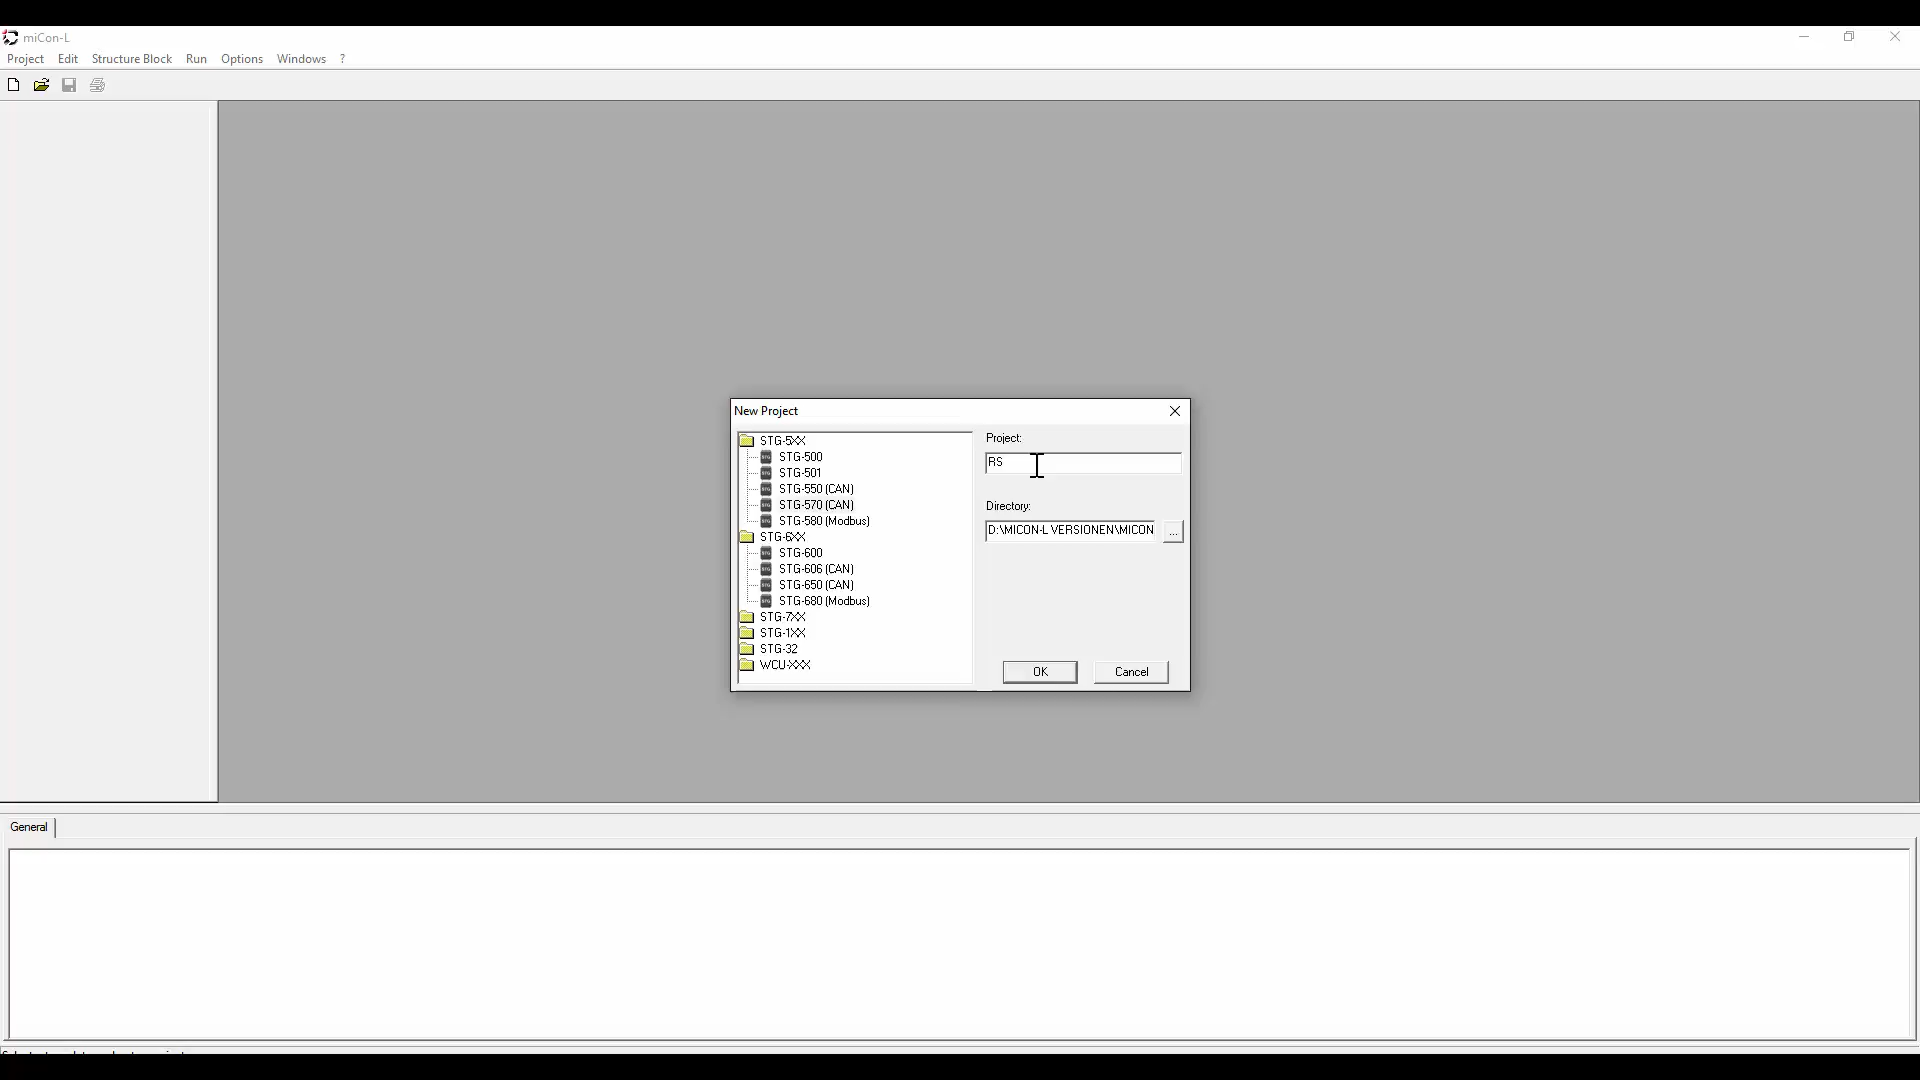 miCon-L
Project Edit Structure Block Run Options Windows ?
New Project
STG-5XX
STG-500
STG-501
STG-550 (CAN)
STG-570 (CAN)
STG-580 (Modbus)
STG-6XX
STG-600
STG-606 (CAN)
STG-650 (CAN)
STG-680 (Modbus)
STG-7XX
STG-1XX
STG-32
WCU-XXX
Project:
RS
Directory:
D:\MICON-L VERSIONEN\MICON
...
OK Cancel
General